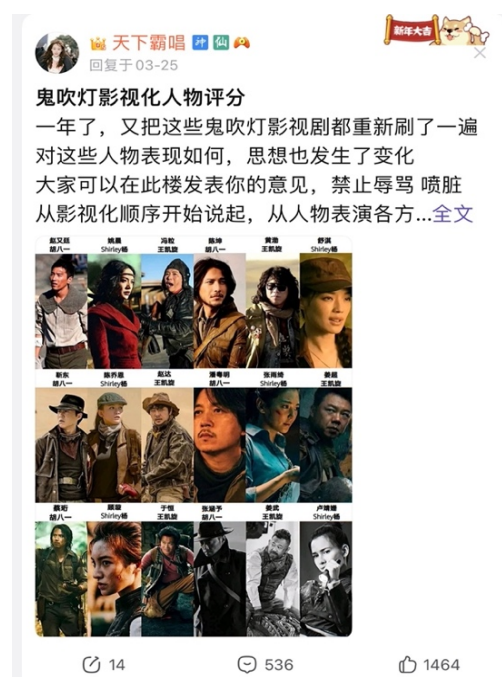 新年大吉
天下霸唱 神 仙
回复于03-25
鬼吹灯影视化人物评分
一年了，又把这些鬼吹灯影视剧都重新刷了一遍
对这些人物表现如何，思想也发生了变化
大家可以在此楼发表你的意见，禁止辱骂 喷脏
从影视化顺序开始说起，从人物表演各方...全文
赵又廷 姚晨 冯粒 陈坤 黄渤 舒淇
胡八一 Shirley杨 王凯旋 胡八一 王凯旋 Shirley杨
靳东 陈乔恩 赵达 潘粤明 张雨绮 姜超
胡八一 Shirley杨 王凯旋 胡八一 Shirley杨 王凯旋
蔡珩 顾璇 于恒 张涵予 姜武 卢靖姗
胡八一 Shirley杨 王凯旋 胡八一 王凯旋 Shirley杨
14 536 1464